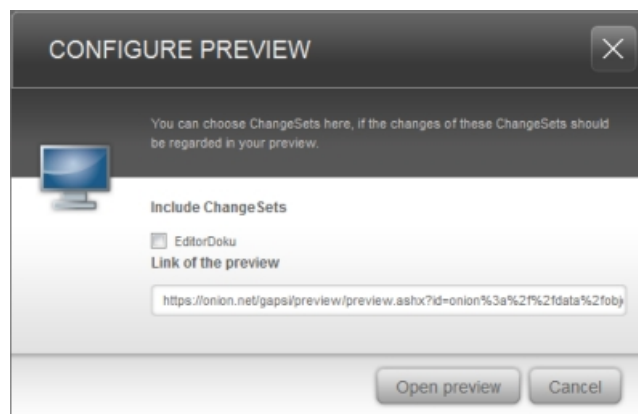 CONFIGURE PREVIEW
You can choose ChangeSets here, if the changes of these ChangeSets should
be regarded in your preview.
Include ChangeSets
EditorDoku
Link of the preview
https://onion.net/gapsi/preview/preview.ashx?id=onion%3a%2f%2fdata%2fobj
Open preview
Cancel